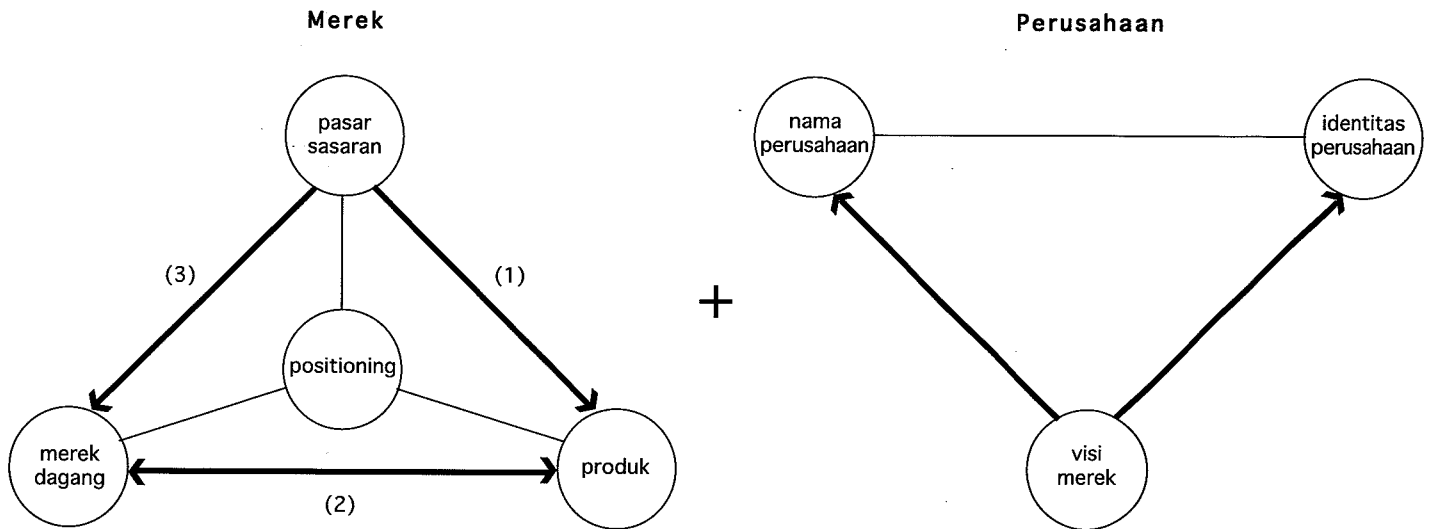 Merek
Perusahaan
pasar
sasaran
nama
perusahaan
identitas
perusahaan
(3)
(1)
+
positioning
merek
dagang
produk
visi
merek
(2)